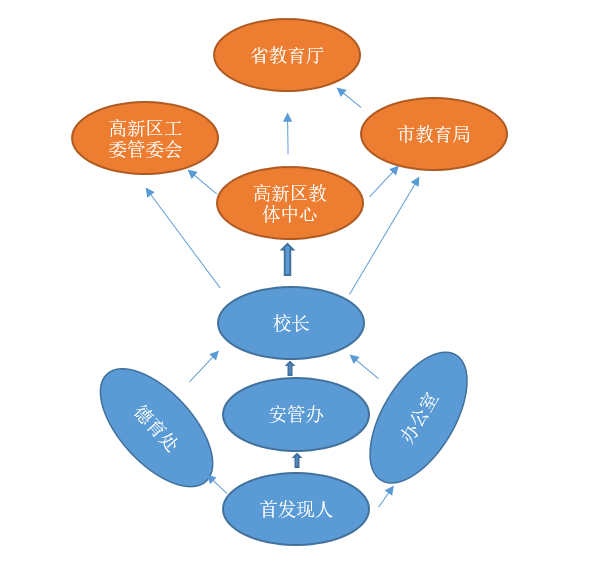 省教育厅
高新区工
委管委会
市教育局
高新区教
体中心
校长
德育处
安管办
办公室
首发现人